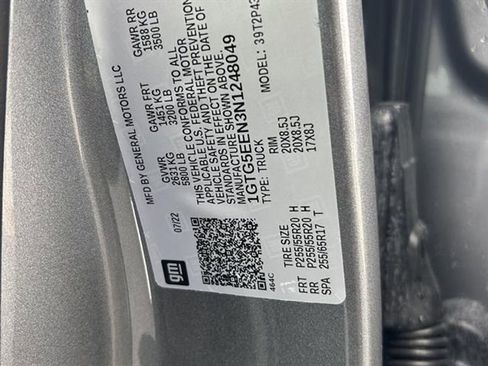 MFD BY GENERAL MOTORS LLC
07/22
GVWR
2631 KG
5800 LB
GAWR FRT
1451 KG
3200 LB
GAWR RR
1588 KG
3500 LB
THIS VEHICLE CONFORMS TO ALL
APPLICABLE U.S. FEDERAL MOTOR
VEHICLE SAFETY AND THEFT PREVENTION
STANDARDS IN EFFECT ON THE DATE OF
MANUFACTURE SHOWN ABOVE.
1GTG5EEN3N1248049
TYPE: TRUCK
MODEL: 39T2P43
gm
464C
TIRE SIZE
RIM
FRT P255/55R20 H 20X8.5J
RR P255/55R20 H 20X8.5J
SPA 255/65R17 T 17X8J